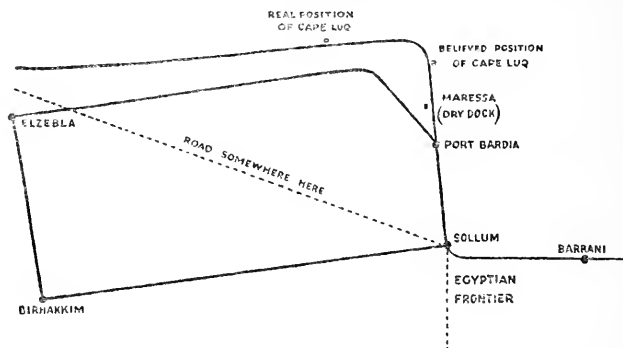 REAL POSITION
OF CAPE LUQ
BELIEVED POSITION
OF CAPE LUQ
MARESSA
(DRY DOCK)
ELZEBLA
PORT BARDIA
ROAD SOMEWHERE HERE
SOLLUM
BARRANI
EGYPTIAN
FRONTIER
BIRHAKKIM